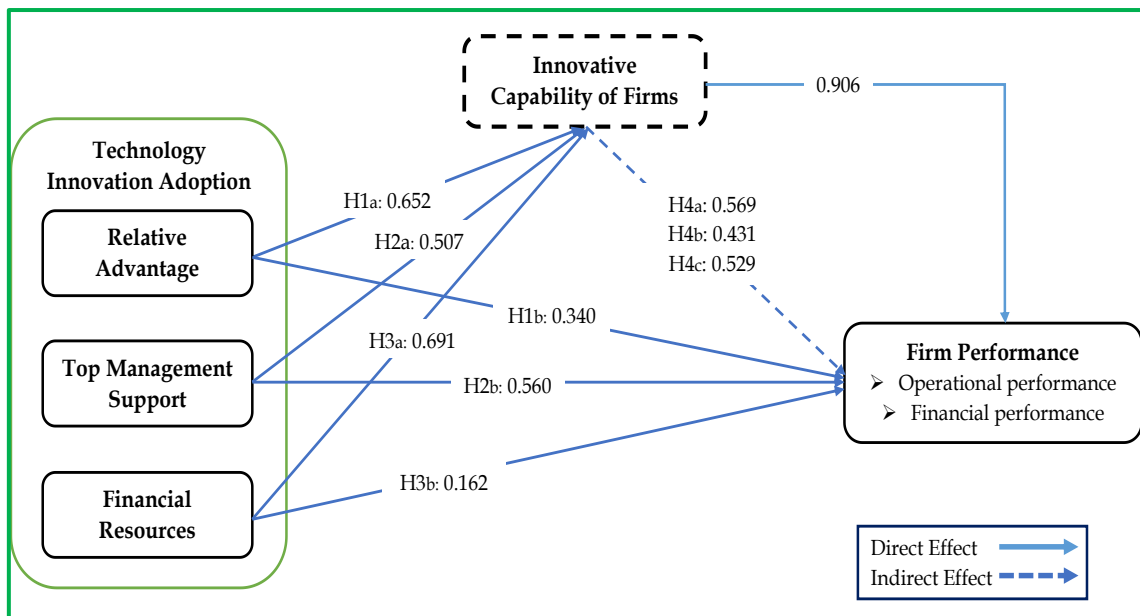 Innovative
Capability of Firms
0.906
Technology
Innovation Adoption
H1a: 0.652
H4a: 0.569
H2a: 0.507
H4b: 0.431
H4c: 0.529
Relative
Advantage
H1b: 0.340
H3a: 0.691
Top Management
Support
H2b: 0.560
Firm Performance
➢ Operational performance
➢ Financial performance
H3b: 0.162
Financial
Resources
Direct Effect
Indirect Effect